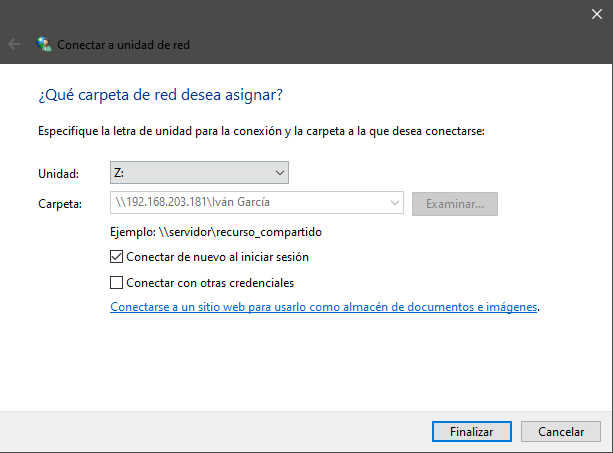 Conectar a unidad de red
¿Qué carpeta de red desea asignar?
Especifique la letra de unidad para la conexión y la carpeta a la que desea conectarse:
Unidad: Z:
Carpeta: \\192.168.203.181\Iván García Examinar...
Ejemplo: \\servidor\recurso_compartido
Conectar de nuevo al iniciar sesión
Conectar con otras credenciales
Conectarse a un sitio web para usarlo como almacén de documentos e imágenes.
Finalizar Cancelar